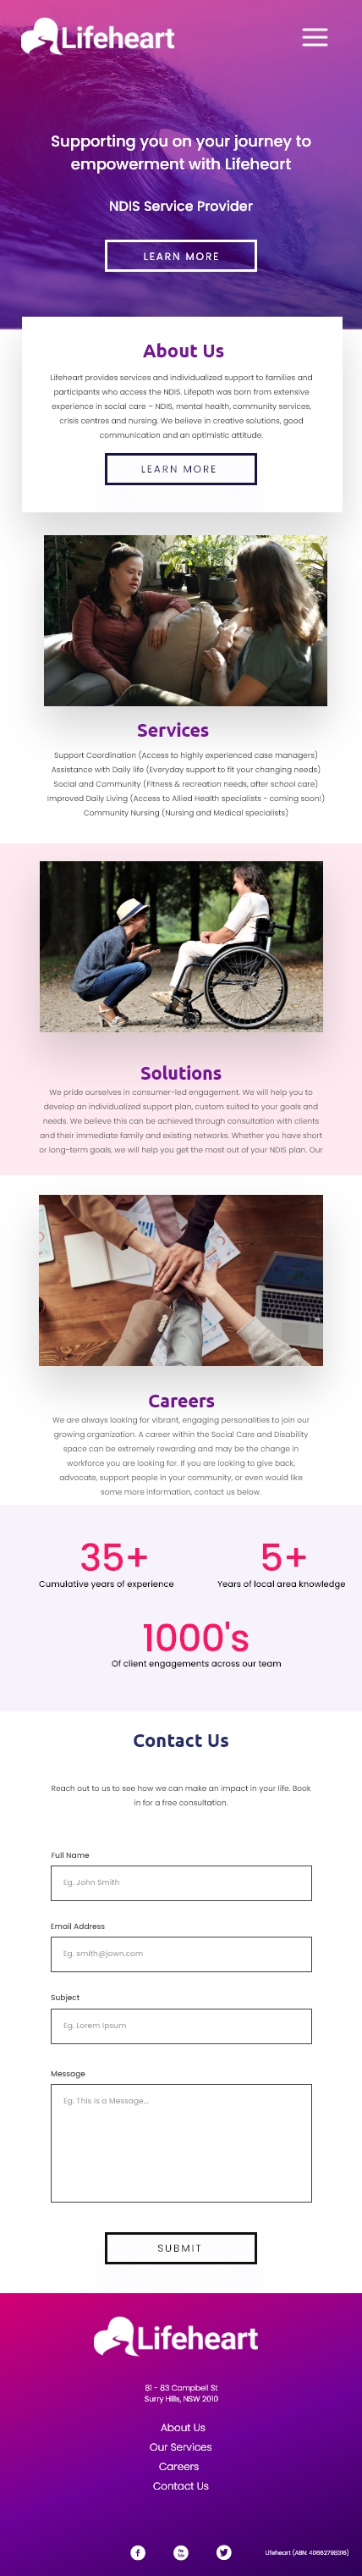 Lifeheart
Supporting you on your journey to
empowerment with Lifeheart
NDIS Service Provider
LEARN MORE
About Us
Lifeheart provides services and individualized support to families and
participants who access the NDIS. Lifepath was born from extensive
experience in social care – NDIS, mental health, community services,
crisis centres and nursing. We believe in creative solutions, good
communication and an optimistic attitude.
LEARN MORE
Services
Support Coordination (Access to highly experienced case managers)
Assistance with Daily life (Everyday support to fit your changing needs)
Social and Community (Fitness & recreation needs, after school care)
Improved Daily Living (Access to Allied Health specialists - coming soon!)
Community Nursing (Nursing and Medical specialists)
Solutions
We pride ourselves in consumer-led engagement. We will help you to
develop an individualized support plan, custom suited to your goals and
needs. We believe this can be achieved through consultation with clients
and their immediate family and existing networks. Whether you have short
or long-term goals, we will help you get the most out of your NDIS plan. Our
Careers
We are always looking for vibrant, engaging personalities to join our
growing organization. A career within the Social Care and Disability
space can be extremely rewarding and may be the change in
workforce you are looking for. If you are looking to give back,
advocate, support people in your community, or even would like
some more information, contact us below.
35+
Cumulative years of experience
5+
Years of local area knowledge
1000's
Of client engagements across our team
Contact Us
Reach out to us to see how we can make an impact in your life. Book
in for a free consultation.
Full Name
Eg. John Smith
Email Address
Eg. smith@jown.com
Subject
Eg. Lorem Ipsum
Message
Eg. This is a Message...
SUBMIT
Lifeheart
81 - 83 Campbell St
Surry Hills, NSW 2010
About Us
Our Services
Careers
Contact Us
Lifeheart (ABN: 49662798316)